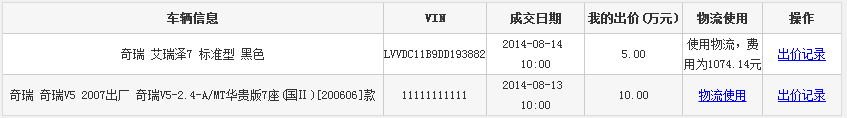 车辆信息 VIN 成交日期 我的出价(万元) 物流使用 操作
奇瑞 艾瑞泽7 标准型 黑色 LVVDC11B9DD193882 2014-08-14 10:00 5.00 使用物流，费用为1074.14元 出价记录
奇瑞 奇瑞V5 2007出厂 奇瑞V5-2.4-A/MT华贵版7座(国Ⅱ)[200606]款 11111111111 2014-08-13 10:00 10.00 物流使用 出价记录